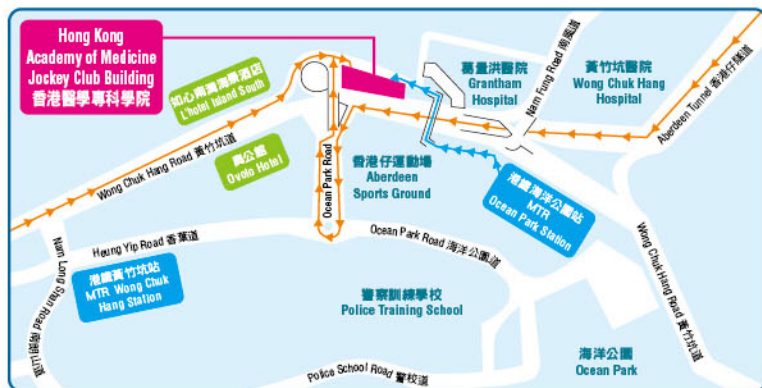 Hong Kong
Academy of Medicine
Jockey Club Building
香港醫學專科學院
如心南灣海景酒店
L'hotel Island South
奧公館
Ovolo Hotel
Wong Chuk Hang Road 黃竹坑道
葛量洪醫院
Grantham
Hospital
Nam Fung Road 南風道
黃竹坑醫院
Wong Chuk Hang
Hospital
Aberdeen Tunnel 香港仔隧道
Ocean Park Road
香港仔運動場
Aberdeen
Sports Ground
港鐵海洋公園站
MTR
Ocean Park Station
Nam Long Shan Road 南朗山道
Heung Yip Road 香葉道
Ocean Park Road 海洋公園道
Wong Chuk Hang Road 黃竹坑道
港鐵黃竹坑站
MTR Wong Chuk
Hang Station
警察訓練學校
Police Training School
Police School Road 警校道
海洋公園
Ocean Park